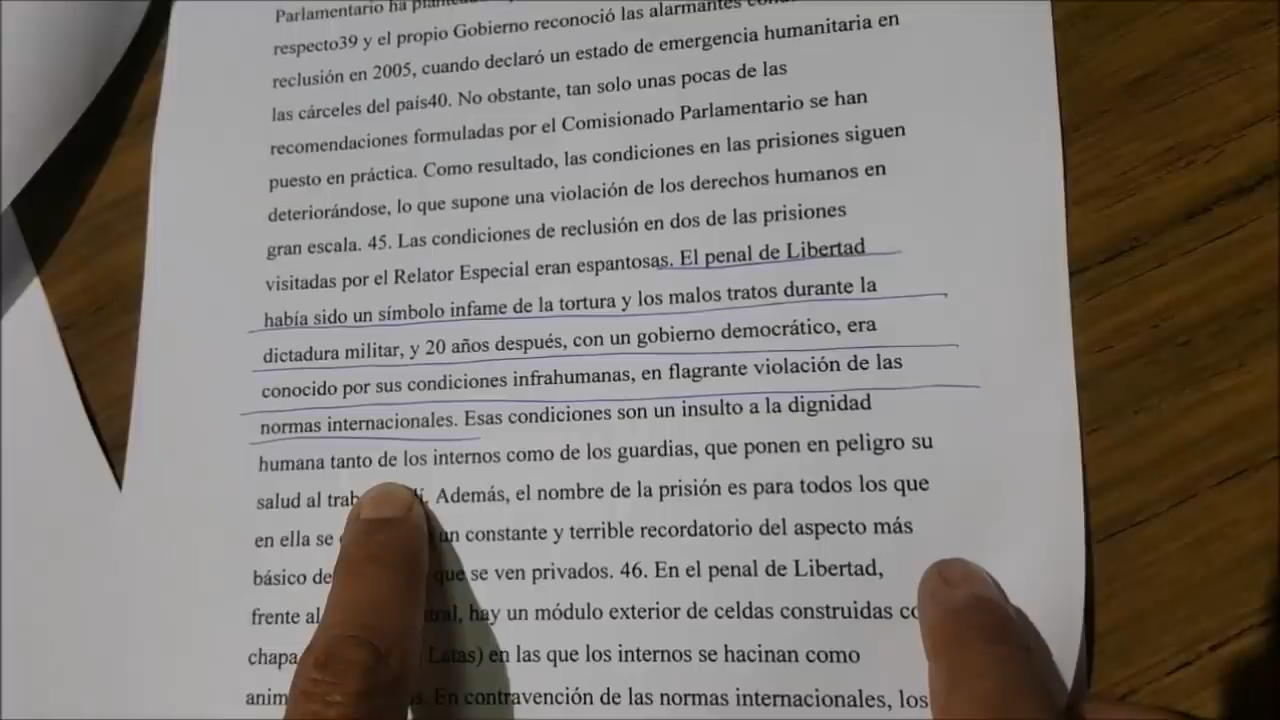 Parlamentario ha
respecto39 y el propio Gobierno reconoció las alarmantes
reclusión en 2005, cuando declaró un estado de emergencia humanitaria en
las cárceles del país40. No obstante, tan solo unas pocas de las
recomendaciones formuladas por el Comisionado Parlamentario se han
puesto en práctica. Como resultado, las condiciones en las prisiones siguen
deteriorándose, lo que supone una violación de los derechos humanos en
gran escala. 45. Las condiciones de reclusión en dos de las prisiones
visitadas por el Relator Especial eran espantosas. El penal de Libertad
había sido un símbolo infame de la tortura y los malos tratos durante la
dictadura militar, y 20 años después, con un gobierno democrático, era
conocido por sus condiciones infrahumanas, en flagrante violación de las
normas internacionales. Esas condiciones son un insulto a la dignidad
humana tanto de los internos como de los guardias, que ponen en peligro su
salud al Además, el nombre de la prisión es para todos los que
en ella se un constante y terrible recordatorio del aspecto más
básico de que se ven privados. 46. En el penal de Libertad,
frente al hay un módulo exterior de celdas construidas
chapa Latas) en las que los internos se hacinan como
En contravención de las normas internacionales, los